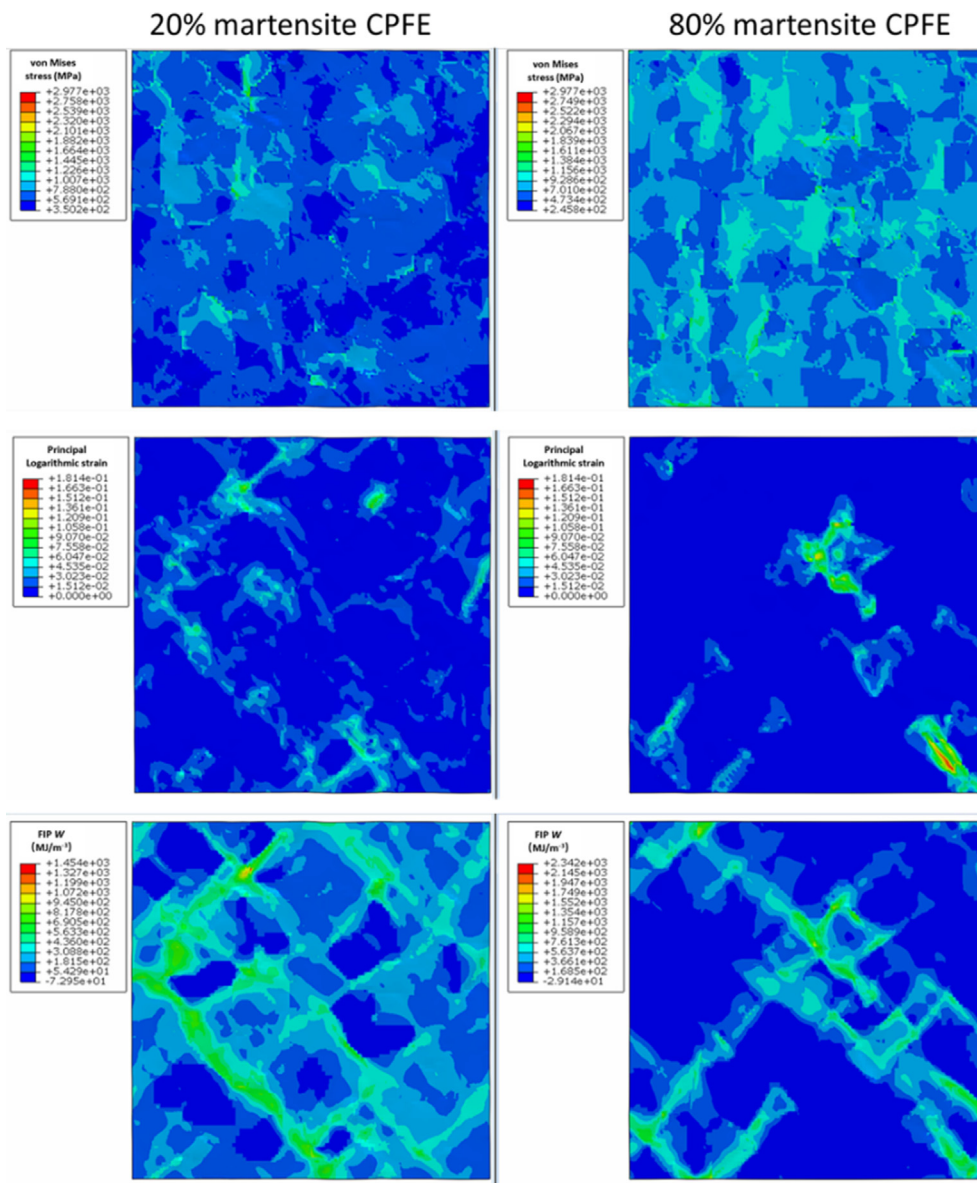 20% martensite CPFE
80% martensite CPFE
von Mises
stress (MPa)
+2.977e+03
+2.758e+03
+2.539e+03
+2.320e+03
+2.101e+03
+1.882e+03
+1.664e+03
+1.445e+03
+1.226e+03
+1.007e+03
+7.880e+02
+5.691e+02
+3.502e+02
von Mises
stress (MPa)
+2.977e+03
+2.749e+03
+2.522e+03
+2.294e+03
+2.067e+03
+1.839e+03
+1.611e+03
+1.384e+03
+1.156e+03
+9.286e+02
+7.010e+02
+4.734e+02
+2.458e+02
Principal
Logarithmic strain
+1.814e-01
+1.663e-01
+1.512e-01
+1.361e-01
+1.209e-01
+1.058e-01
+9.070e-02
+7.558e-02
+6.047e-02
+4.535e-02
+3.023e-02
+1.512e-02
+0.000e+00
Principal
Logarithmic strain
+1.814e-01
+1.663e-01
+1.512e-01
+1.361e-01
+1.209e-01
+1.058e-01
+9.070e-02
+7.558e-02
+6.047e-02
+4.535e-02
+3.023e-02
+1.512e-02
+0.000e+00
FIP W
(MJ/m⁻³)
+1.454e+03
+1.327e+03
+1.199e+03
+1.072e+03
+9.450e+02
+8.178e+02
+6.905e+02
+5.633e+02
+4.360e+02
+3.088e+02
+1.815e+02
+5.429e+01
-7.295e+01
FIP W
(MJ/m⁻³)
+2.342e+03
+2.145e+03
+1.947e+03
+1.749e+03
+1.552e+03
+1.354e+03
+1.157e+03
+9.589e+02
+7.613e+02
+5.637e+02
+3.661e+02
+1.685e+02
-2.914e+01